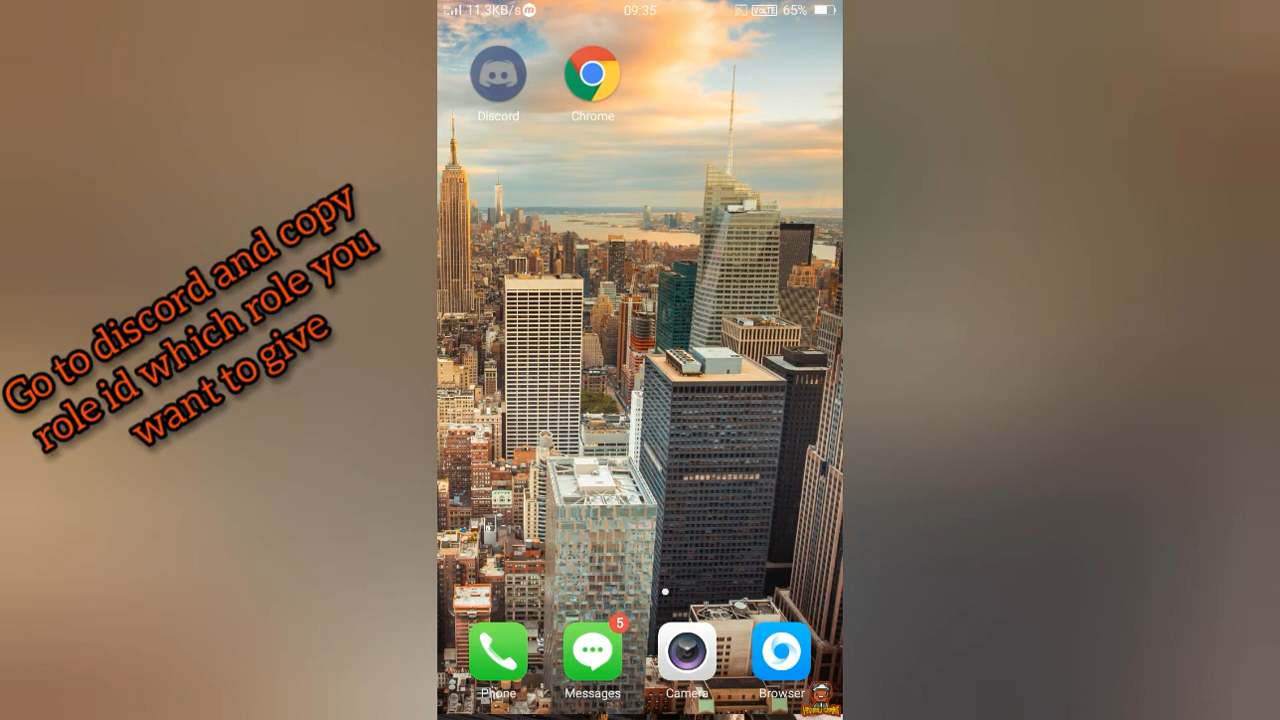 11.3KB/s
09:35
VOLTE
65%
Discord
Chrome
Go to discord and copy
role id which role you
want to give
5
Phone
Messages
Camera
Browser